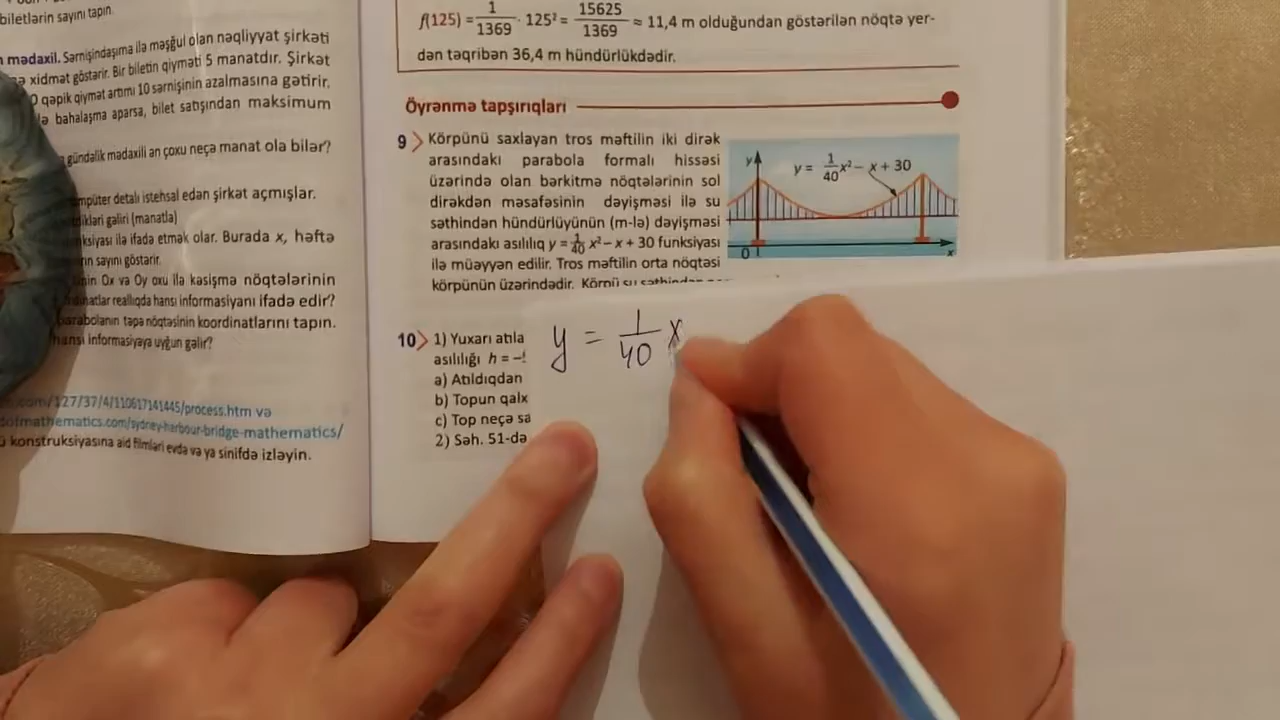 biletlərin sayını tapın.
mədaxil. Sərnişindaşıma ilə məşğul olan nəqliyyat şirkəti
xidmət göstərir. Bir biletin qiyməti 5 manatdır. Şirkət
qəpik qiymət artımı 10 sərnişinin azalmasına gətirir.
bahalaşma aparsa, bilet satışından maksimum
gündəlik mədaxili ən çoxu neçə manat ola bilər?
detalı istehsal edən şirkət açmışlar.
gəliri (manatla)
ilə ifadə etmək olar. Burada x, həftə
sayını göstərir.
Ox və Oy oxu ilə kəsişmə nöqtələrinin
reallıqda hansı informasiyanı ifadə edir?
parabolanın təpə nöqtəsinin koordinatlarını tapın.
hansı informasiyaya uyğun gəlir?
.com/127/37/4/110617141445/process.htm və
dofmathematics.com/sydney-harbour-bridge-mathematics/
konstruksiyasına aid filmləri evdə və ya sinifdə izləyin.
f(125) = 1/1369 · 125² = 15625/1369 ≈ 11,4 m olduğundan göstərilən nöqtə yer-
dən təqribən 36,4 m hündürlükdədir.
Öyrənmə tapşırıqları
9 Körpünü saxlayan tros məftilin iki dirək
arasındakı parabola formalı hissəsi
üzərində olan bərkitmə nöqtələrinin sol
dirəkdən məsafəsinin dəyişməsi ilə su
səthindən hündürlüyünün (m-lə) dəyişməsi
arasındakı asılılıq y = 1/40 x² – x + 30 funksiyası
ilə müəyyən edilir. Tros məftilin orta nöqtəsi
körpünün üzərindədir. Körpü su səthindən
y
y = 1/40 x² – x + 30
0
x
10 1) Yuxarı atıla
asılılığı h = –
a) Atıldıqdan
b) Topun qalx
c) Top neçə sa
2) Səh. 51-də
y = 1/40 x